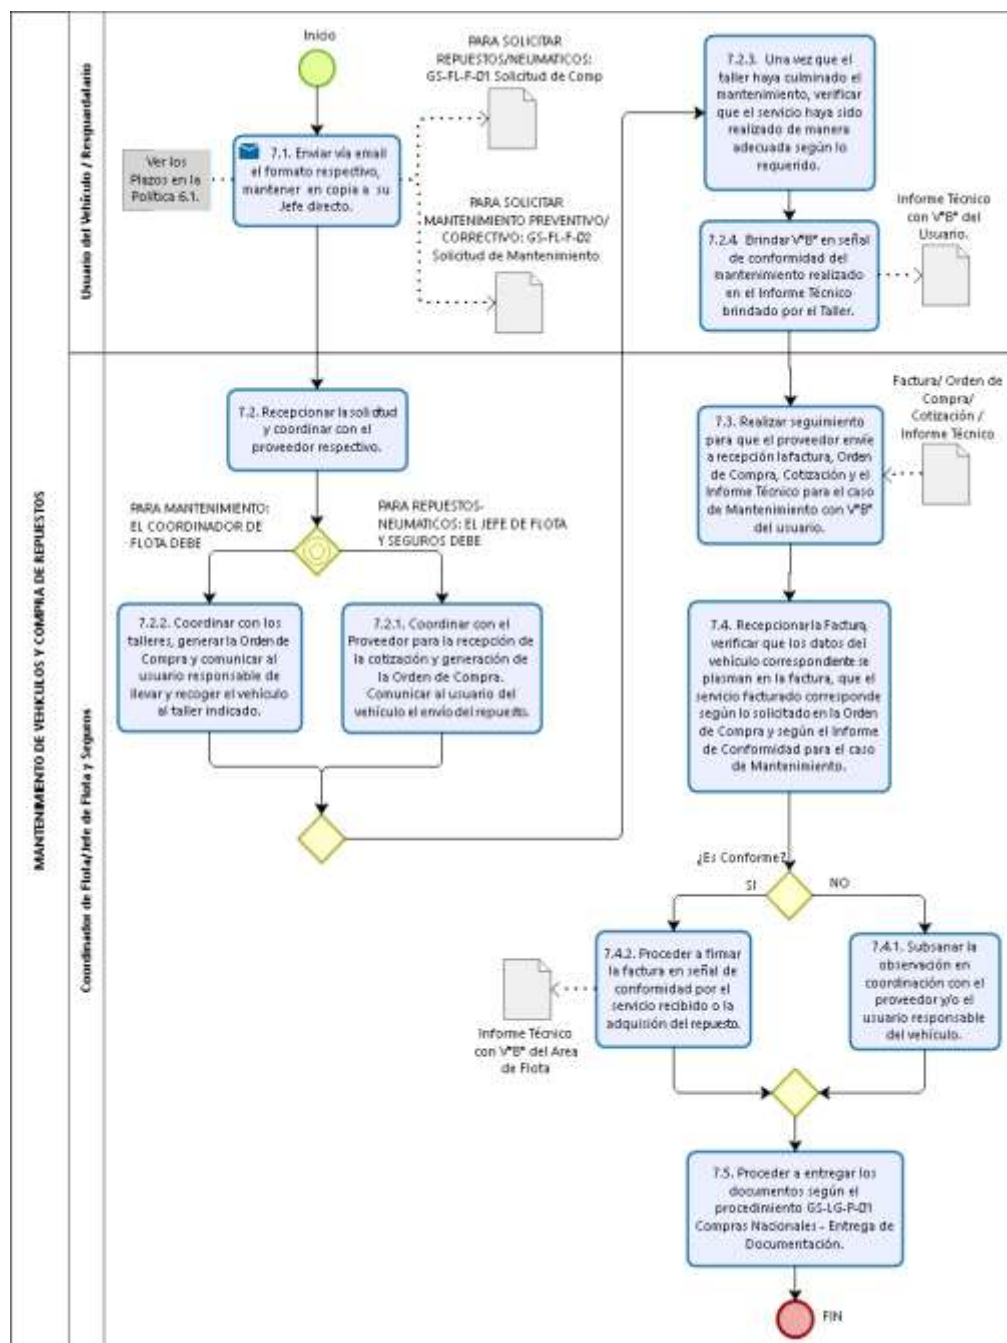 MANTENIMIENTO DE VEHICULOS Y COMPRA DE REPUESTOS
Usuario del Vehículo / Resguardatario
Inicio
Ver los
Plazos en la
Política 6.1.
7.1. Enviar vía email
el formato respectivo,
mantener en copia a su
Jefe directo.
PARA SOLICITAR
REPUESTOS/NEUMATICOS:
GS-FL-F-01 Solicitud de Comp
PARA SOLICITAR
MANTENIMIENTO PREVENTIVO/
CORRECTIVO: GS-FL-F-02
Solicitud de Mantenimiento
7.2.3. Una vez que el
taller haya culminado el
mantenimiento, verificar
que el servicio haya sido
realizado de manera
adecuada según lo
requerido.
7.2.4. Brindar V°B° en señal
de conformidad del
mantenimiento realizado
en el Informe Técnico
brindado por el Taller.
Informe Técnico
con V°B° del
Usuario.
Coordinador de Flota/Jefe de Flota y Seguros
7.2. Recepcionar la solicitud
y coordinar con el
proveedor respectivo.
PARA MANTENIMIENTO:
EL COORDINADOR DE
FLOTA DEBE
PARA REPUESTOS-
NEUMATICOS: EL JEFE DE FLOTA
Y SEGUROS DEBE
7.2.2. Coordinar con los
talleres, generar la Orden de
Compra y comunicar al
usuario responsable de
llevar y recoger el vehículo
al taller indicado.
7.2.1. Coordinar con el
Proveedor para la recepción de
la cotización y generación de
la Orden de Compra.
Comunicar al usuario del
vehículo el envío del repuesto.
7.3. Realizar seguimiento
para que el proveedor envíe
a recepción la factura, Orden
de Compra, Cotización y el
Informe Técnico para el caso
de Mantenimiento con V°B°
del usuario.
Factura/ Orden de
Compra/
Cotización /
Informe Técnico
7.4. Recepcionar la Factura,
verificar que los datos del
vehículo correspondiente se
plasman en la factura, que el
servicio facturado corresponde
según lo solicitado en la Orden
de Compra y según el Informe
de Conformidad para el caso
de Mantenimiento.
¿Es Conforme?
SI
NO
7.4.2. Proceder a firmar
la factura en señal de
conformidad por el
servicio recibido o la
adquisición del repuesto.
Informe Técnico
con V°B° del Area
de Flota
7.4.1. Subsanar la
observación en
coordinación con el
proveedor y/o el
usuario responsable
del vehículo.
7.5. Proceder a entregar los
documentos según el
procedimiento GS-LG-P-01
Compras Nacionales - Entrega de
Documentación.
FIN